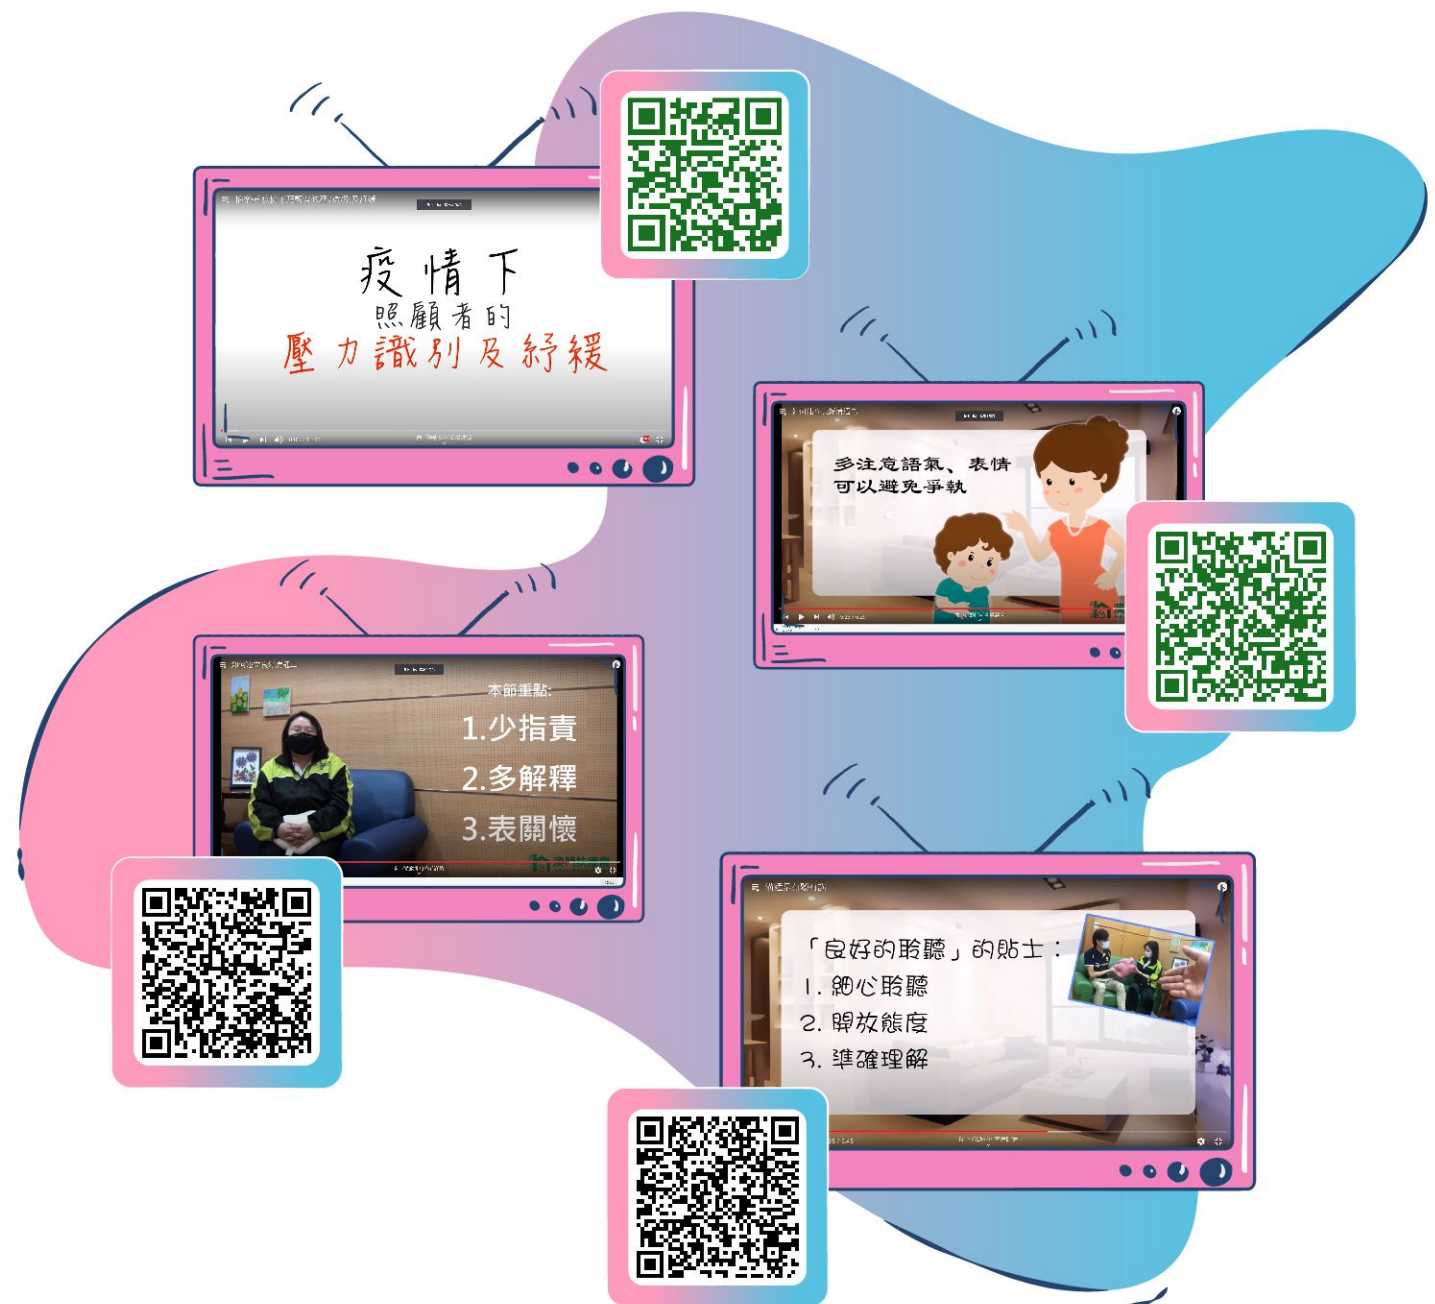 疫情下
照顧者的
壓力識別及紓緩
多注意語氣、表情
可以避免爭執
本節重點:
1.少指責
2.多解釋
3.表關懷
「良好的聆聽」的貼士：
1. 細心聆聽
2. 開放態度
3. 準確理解